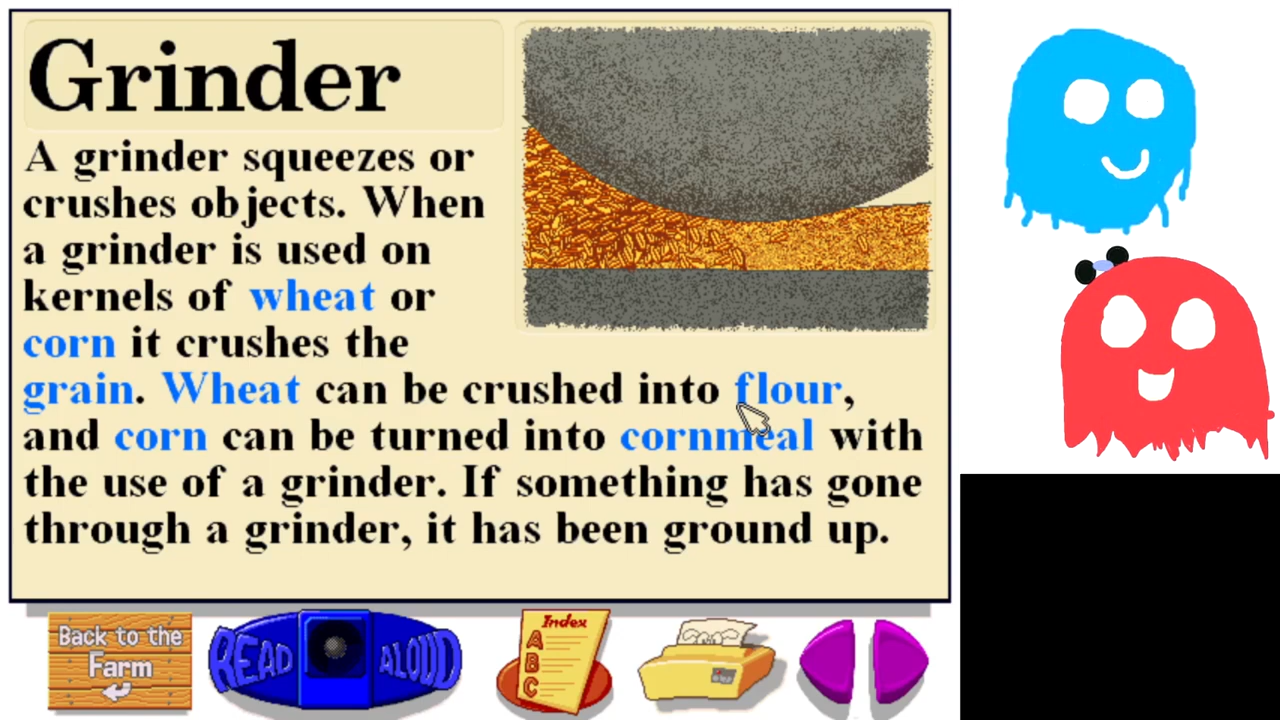 Grinder
A grinder squeezes or
crushes objects. When
a grinder is used on
kernels of wheat or
corn it crushes the
grain. Wheat can be crushed into flour,
and corn can be turned into cornmeal with
the use of a grinder. If something has gone
through a grinder, it has been ground up.
Back to the
Farm
READ ALOUD
Index
A
B
C